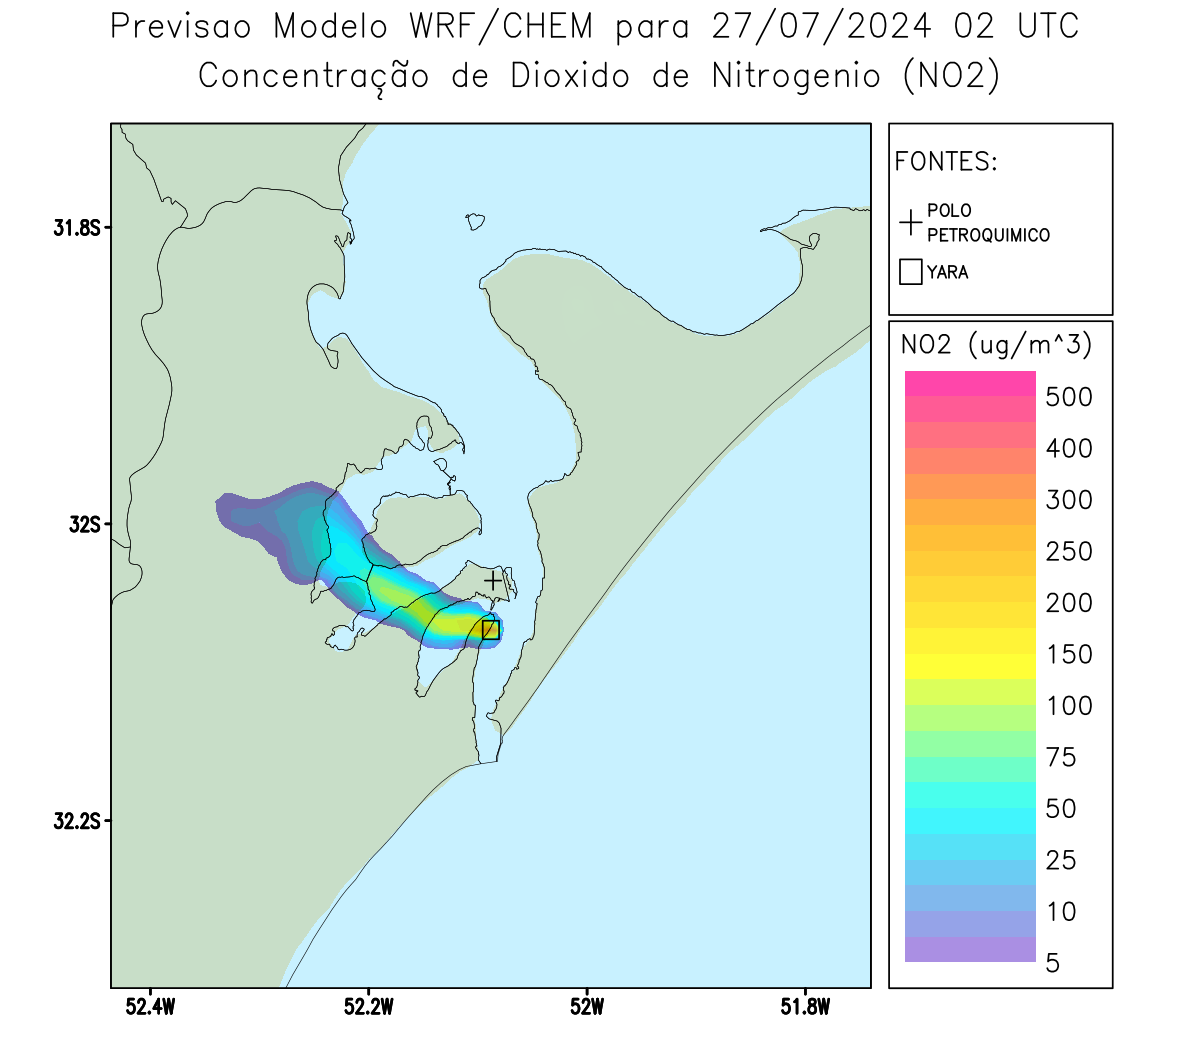 Previsao Modelo WRF/CHEM para 27/07/2024 02 UTC
Concentração de Dioxido de Nitrogenio (NO2)
FONTES:
POLO
PETROQUIMICO
YARA
NO2 (ug/m^3)
500
400
300
250
200
150
100
75
50
25
10
5
31.8S
32S
32.2S
52.4W
52.2W
52W
51.8W